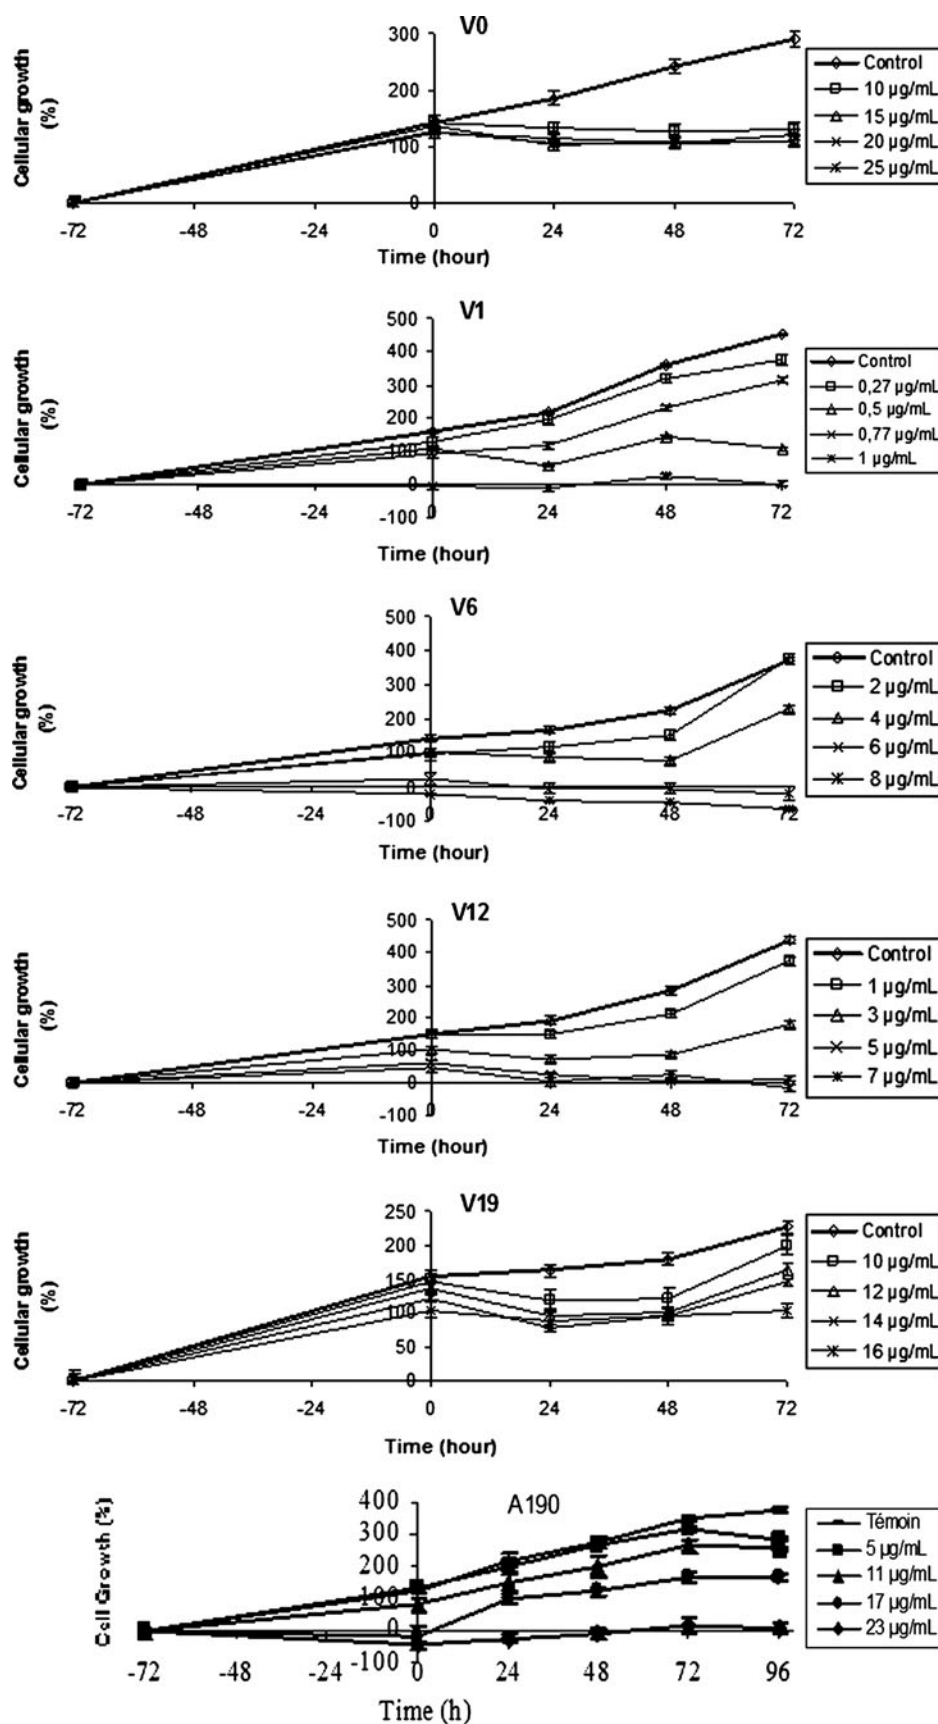 V0
Cellular growth
(%)
300
200
100
0
-72 -48 -24 0 24 48 72
Time (hour)
Control
10 µg/mL
15 µg/mL
20 µg/mL
25 µg/mL
V1
Cellular growth
(%)
500
400
300
200
100
0
-100
-72 -48 -24 0 24 48 72
Time (hour)
Control
0,27 µg/mL
0,5 µg/mL
0,77 µg/mL
1 µg/mL
V6
Cellular growth
(%)
500
400
300
200
100
0
-100
-72 -48 -24 0 24 48 72
Time (hour)
Control
2 µg/mL
4 µg/mL
6 µg/mL
8 µg/mL
V12
Cellular growth
(%)
500
400
300
200
100
0
-100
-72 -48 -24 0 24 48 72
Time (hour)
Control
1 µg/mL
3 µg/mL
5 µg/mL
7 µg/mL
V19
Cellular growth
(%)
250
200
150
100
50
0
-72 -48 -24 0 24 48 72
Time (hour)
Control
10 µg/mL
12 µg/mL
14 µg/mL
16 µg/mL
A190
Cell Growth (%)
400
300
200
100
0
-100
-72 -48 -24 0 24 48 72 96
Time (h)
Témoin
5 µg/mL
11 µg/mL
17 µg/mL
23 µg/mL